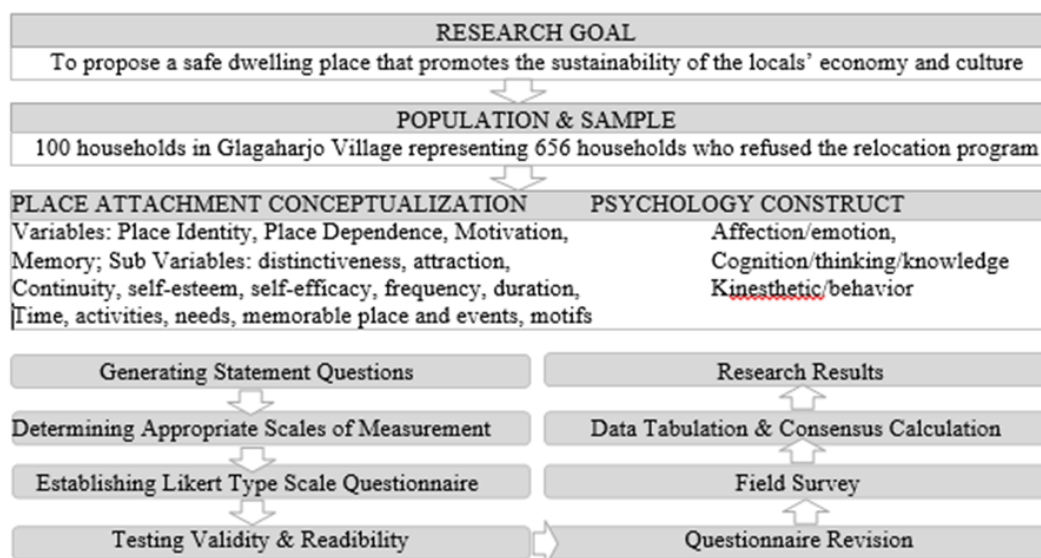 RESEARCH GOAL
To propose a safe dwelling place that promotes the sustainability of the locals' economy and culture
POPULATION & SAMPLE
100 households in Glagaharjo Village representing 656 households who refused the relocation program
PLACE ATTACHMENT CONCEPTUALIZATION
Variables: Place Identity, Place Dependence, Motivation,
Memory; Sub Variables: distinctiveness, attraction,
Continuity, self-esteem, self-efficacy, frequency, duration,
Time, activities, needs, memorable place and events, motifs
PSYCHOLOGY CONSTRUCT
Affection/emotion,
Cognition/thinking/knowledge
Kinesthetic/behavior
Generating Statement Questions
Determining Appropriate Scales of Measurement
Establishing Likert Type Scale Questionnaire
Testing Validity & Readibility
Questionnaire Revision
Field Survey
Data Tabulation & Consensus Calculation
Research Results